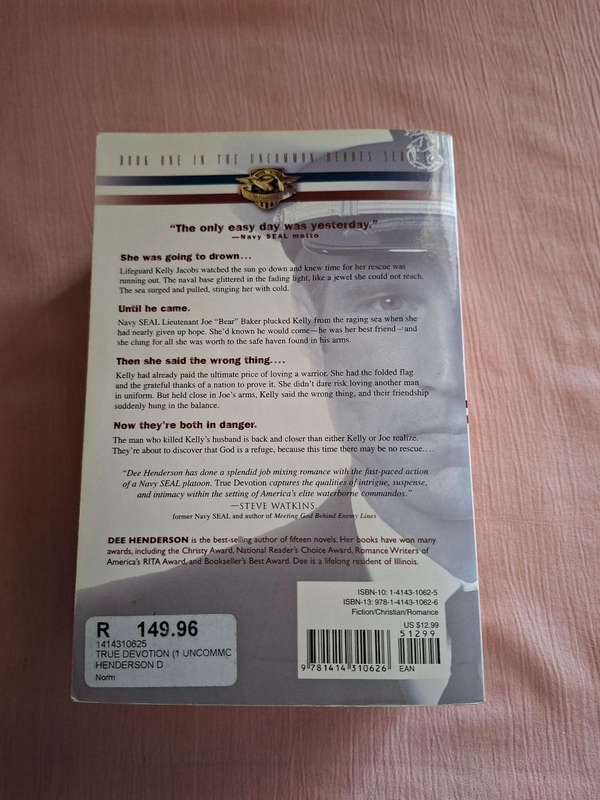 BOOK ONE IN THE UNCOMMON HEROES SERIES
“The only easy day was yesterday.”
—Navy SEAL motto
She was going to drown…
Lifeguard Kelly Jacobs watched the sun go down and knew time for her rescue was
running out. The naval base glittered in the fading light, like a jewel she could not reach.
The sea surged and pulled, stinging her with cold.
Until he came.
Navy SEAL Lieutenant Joe “Bear” Baker plucked Kelly from the raging sea when she
had nearly given up hope. She’d known he would come—he was her best friend—and
she clung for all she was worth to the safe haven found in his arms.
Then she said the wrong thing….
Kelly had already paid the ultimate price of loving a warrior. She had the folded flag
and the grateful thanks of a nation to prove it. She didn’t dare risk loving another man
in uniform. But held close in Joe’s arms, Kelly said the wrong thing, and their friendship
suddenly hung in the balance.
Now they’re both in danger.
The man who killed Kelly’s husband is back and closer than either Kelly or Joe realize.
They’re about to discover that God is a refuge, because this time there may be no rescue….
“Dee Henderson has done a splendid job mixing romance with the fast-paced action
of a Navy SEAL platoon. True Devotion captures the qualities of intrigue, suspense,
and intimacy within the setting of America’s elite waterborne commandos.”
—STEVE WATKINS,
former Navy SEAL and author of Meeting God Behind Enemy Lines
DEE HENDERSON is the best-selling author of fifteen novels. Her books have won many
awards, including the Christy Award, National Reader’s Choice Award, Romance Writers of
America’s RITA Award, and Bookseller’s Best Award. Dee is a lifelong resident of Illinois.
ISBN-10: 1-4143-1062-5
ISBN-13: 978-1-4143-1062-6
Fiction/Christian/Romance
US $12.99
51299
9 781414 310626
EAN
R 149.96
1414310625
TRUE DEVOTION (1 UNCOMMC
HENDERSON D
Norm